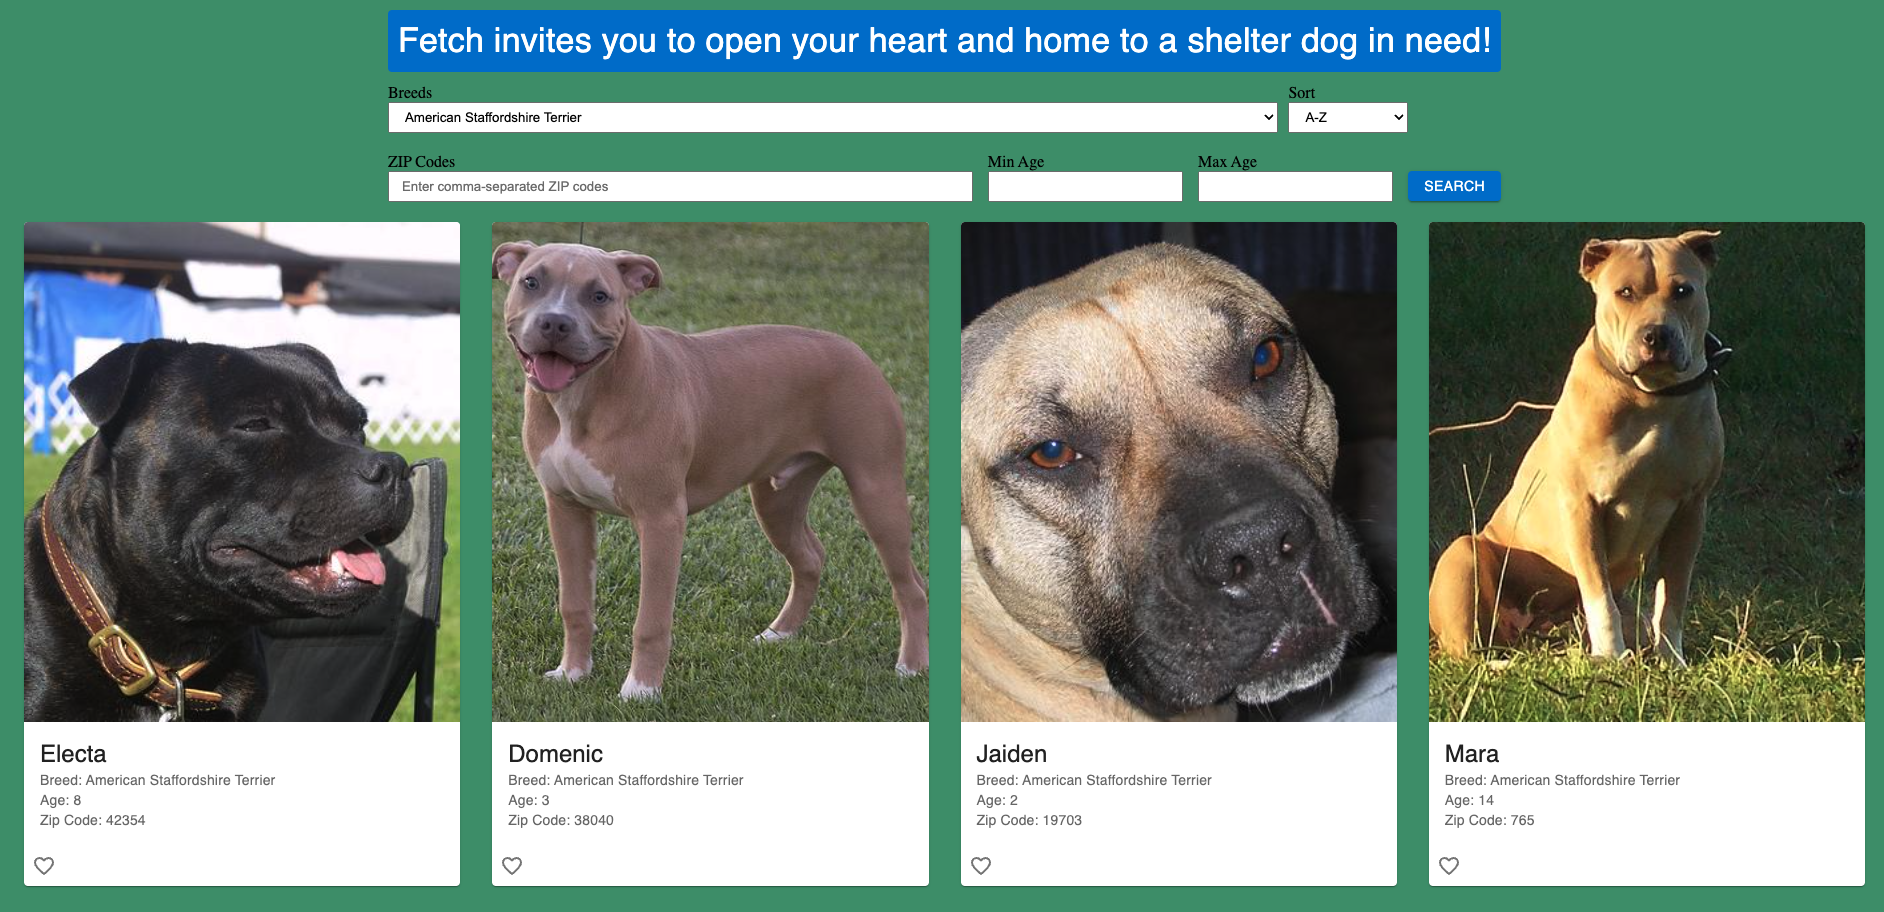 Fetch invites you to open your heart and home to a shelter dog in need!
Breeds
Sort
American Staffordshire Terrier
A-Z
ZIP Codes
Min Age
Max Age
Enter comma-separated ZIP codes
SEARCH
Electa
Breed: American Staffordshire Terrier
Age: 8
Zip Code: 42354
Domenic
Breed: American Staffordshire Terrier
Age: 3
Zip Code: 38040
Jaiden
Breed: American Staffordshire Terrier
Age: 2
Zip Code: 19703
Mara
Breed: American Staffordshire Terrier
Age: 14
Zip Code: 765